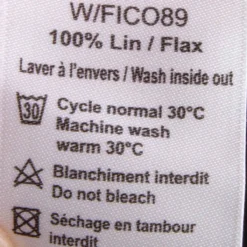 W/FICO89
100% Lin / Flax
Laver à l'envers / Wash inside out
30
Cycle normal 30°C
Machine wash
warm 30°C
Blanchiment interdit
Do not bleach
Séchage en tambour
interdit